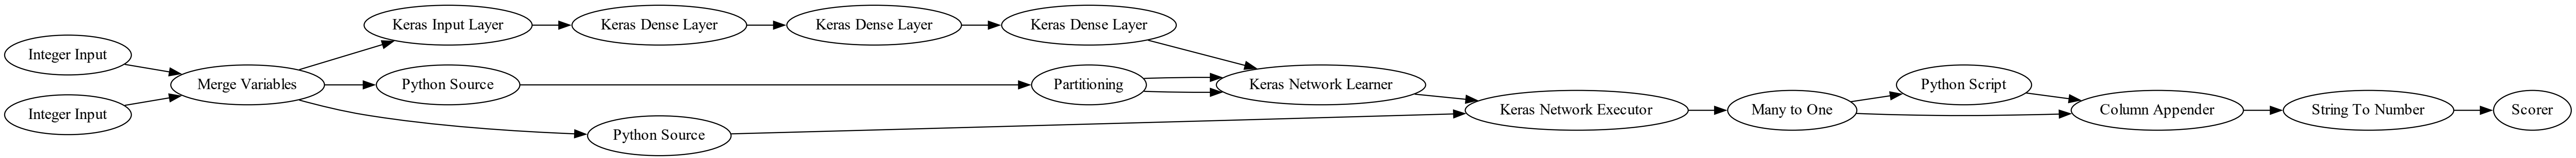 Integer Input
Integer Input
Merge Variables
Keras Input Layer
Keras Dense Layer
Keras Dense Layer
Keras Dense Layer
Python Source
Partitioning
Keras Network Learner
Python Source
Keras Network Executor
Many to One
Python Script
Column Appender
String To Number
Scorer